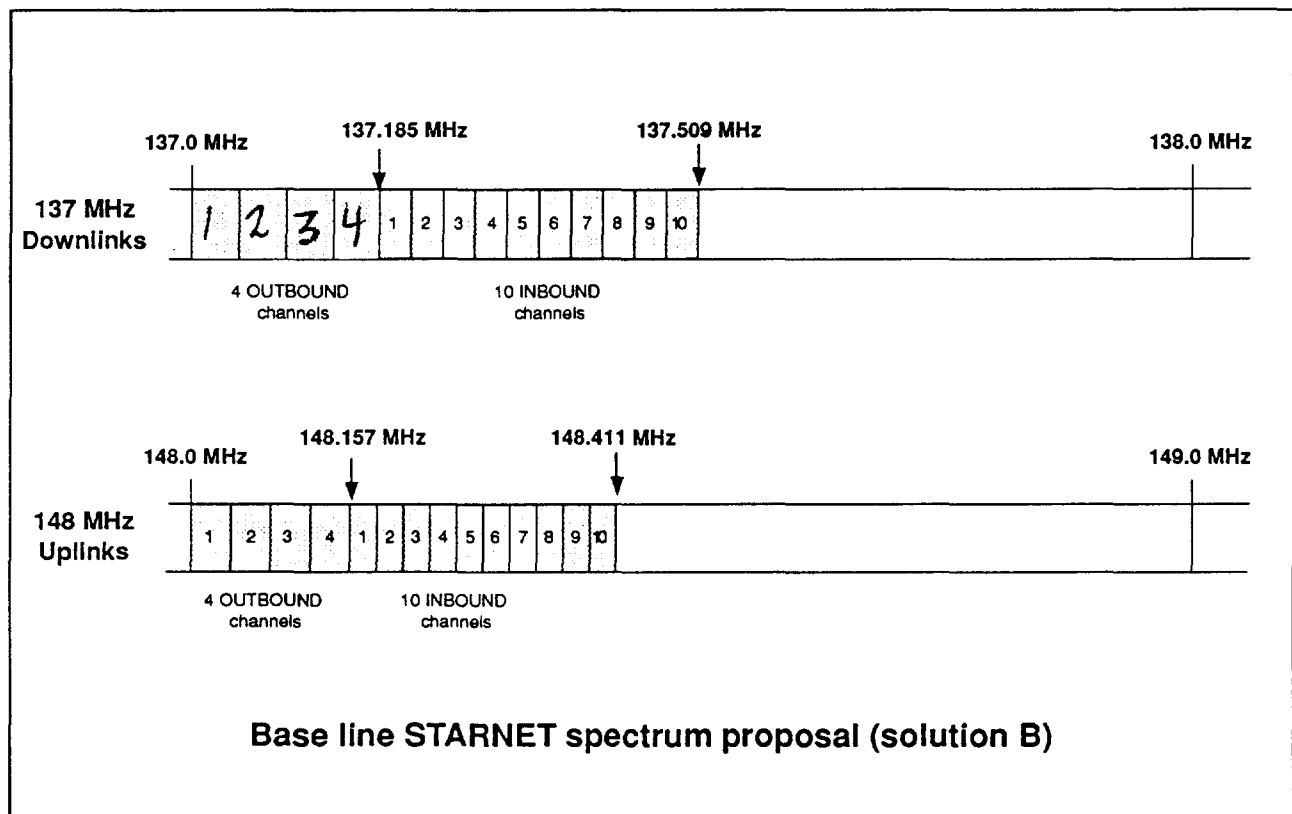 137.0 MHz 137.185 MHz 137.509 MHz 138.0 MHz
137 MHz
Downlinks
1 2 3 4 1 2 3 4 5 6 7 8 9 10
4 OUTBOUND
channels
10 INBOUND
channels
148.0 MHz 148.157 MHz 148.411 MHz 149.0 MHz
148 MHz
Uplinks
1 2 3 4 1 2 3 4 5 6 7 8 9 10
4 OUTBOUND
channels
10 INBOUND
channels
Base line STARNET spectrum proposal (solution B)